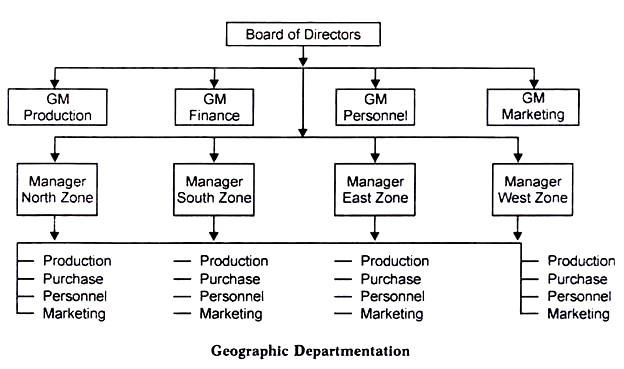 Board of Directors
GM
Production
GM
Finance
GM
Personnel
GM
Marketing
Manager
North Zone
Manager
South Zone
Manager
East Zone
Manager
West Zone
Production
Purchase
Personnel
Marketing
Production
Purchase
Personnel
Marketing
Production
Purchase
Personnel
Marketing
Production
Purchase
Personnel
Marketing
Geographic Departmentation